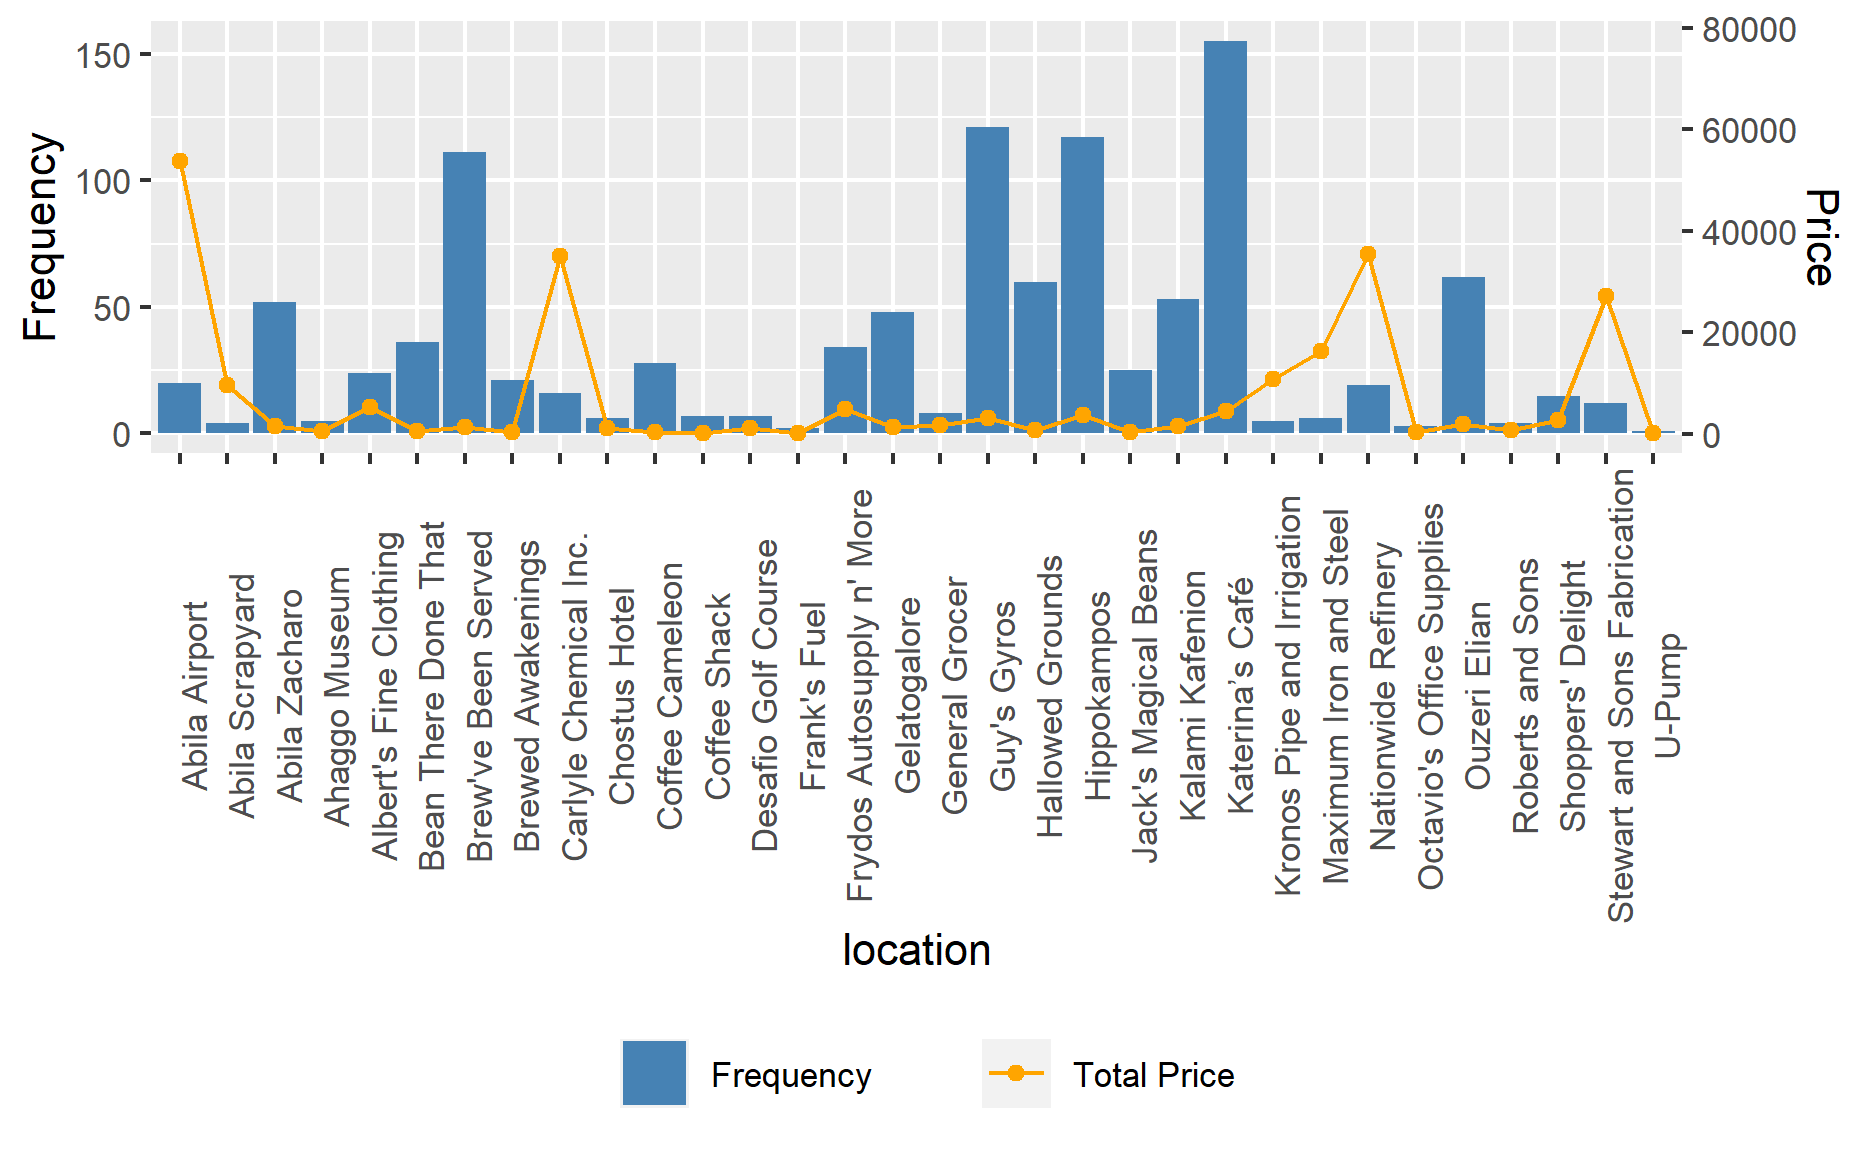 150
100
50
0
Frequency
80000
60000
40000
20000
0
Price
Abila Airport
Abila Scrapyard
Abila Zacharo
Ahaggo Museum
Albert's Fine Clothing
Bean There Done That
Brew've Been Served
Brewed Awakenings
Carlyle Chemical Inc.
Chostus Hotel
Coffee Cameleon
Coffee Shack
Desafio Golf Course
Frank's Fuel
Frydos Autosupply n' More
Gelatogalore
General Grocer
Guy's Gyros
Hallowed Grounds
Hippokampos
Jack's Magical Beans
Kalami Kafenion
Katerina’s Café
Kronos Pipe and Irrigation
Maximum Iron and Steel
Nationwide Refinery
Octavio's Office Supplies
Ouzeri Elian
Roberts and Sons
Shoppers' Delight
Stewart and Sons Fabrication
U-Pump
location
Frequency
Total Price